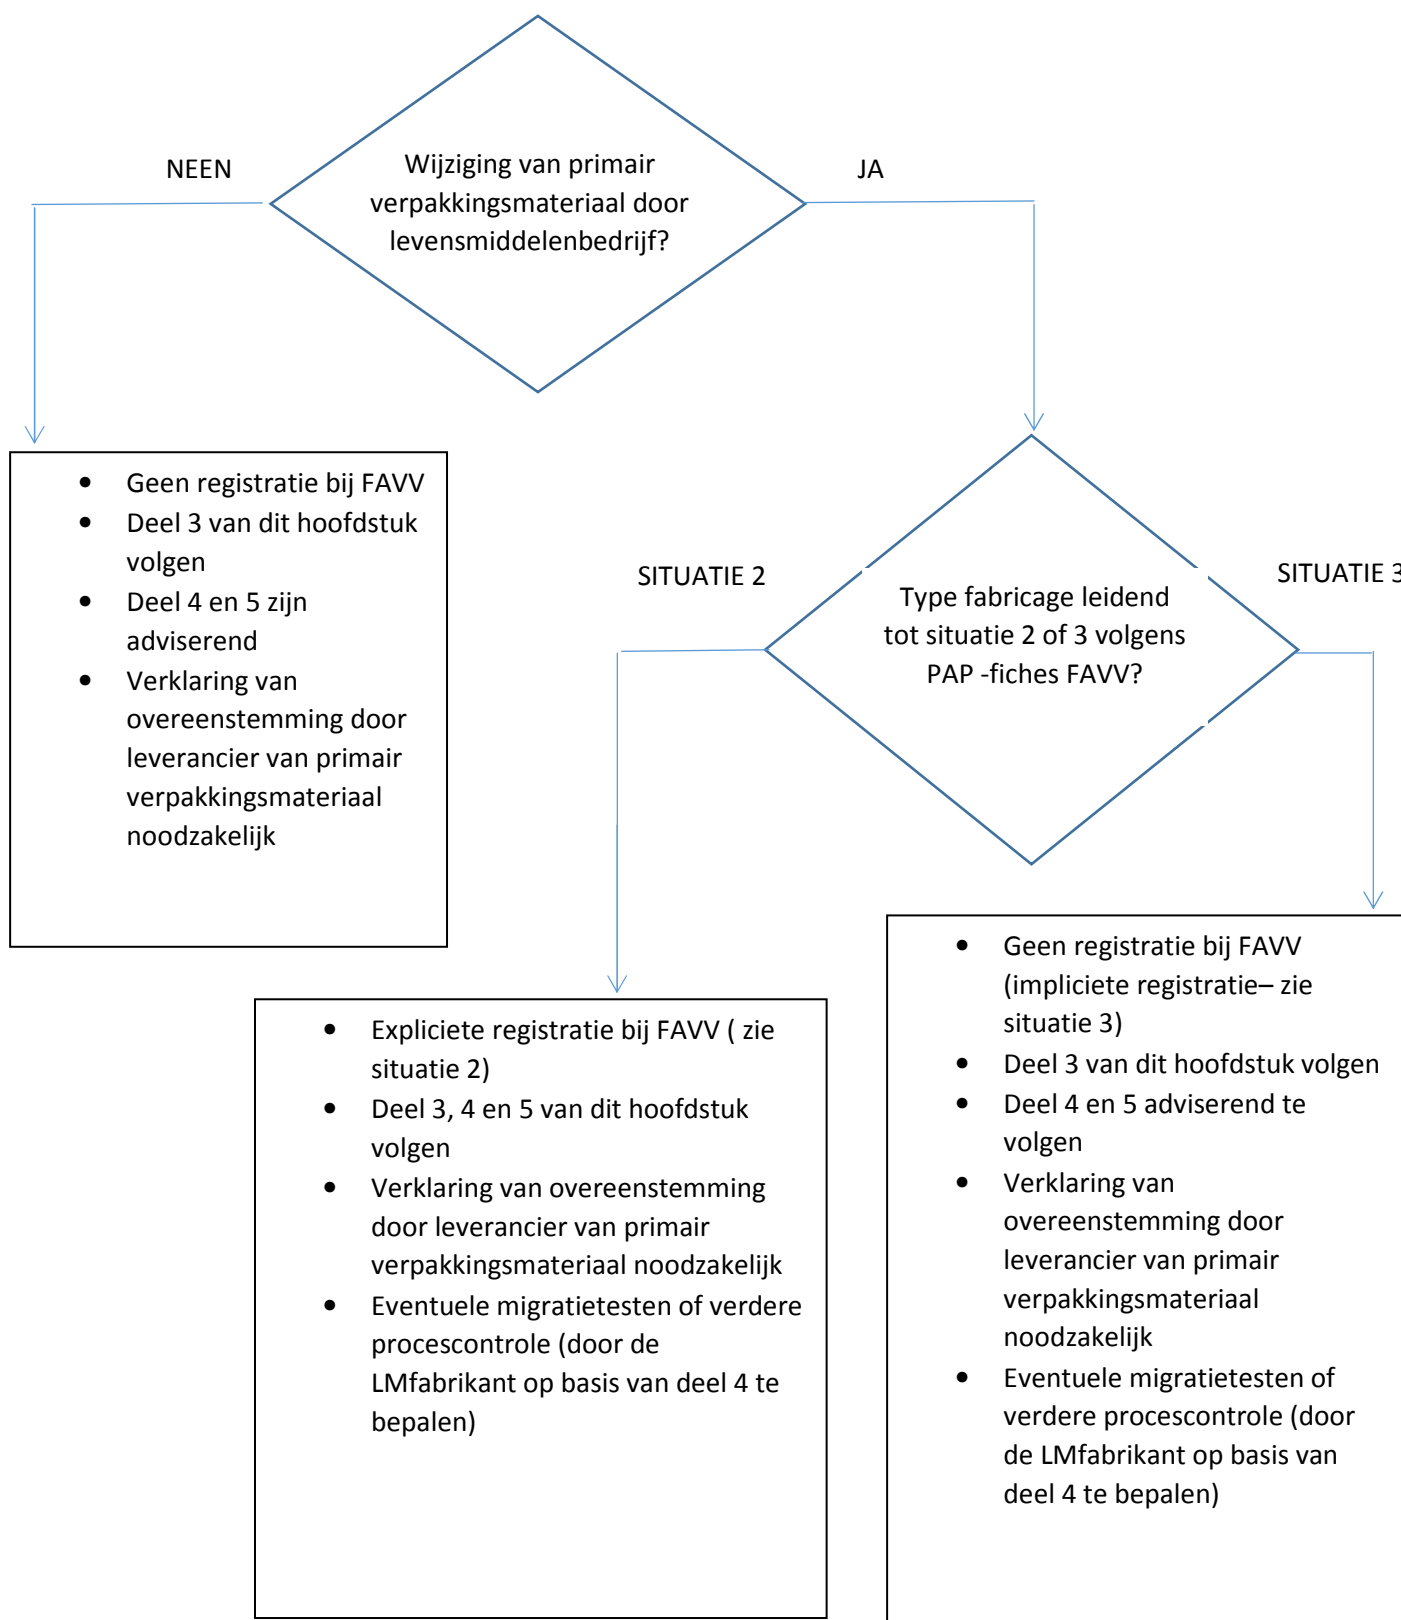 NEEN
Wijziging van primair
verpakkingsmateriaal door
levensmiddelenbedrijf?
JA
• Geen registratie bij FAVV
• Deel 3 van dit hoofdstuk
volgen
• Deel 4 en 5 zijn
adviserend
• Verklaring van
overeenstemming door
leverancier van primair
verpakkingsmateriaal
noodzakelijk
SITUATIE 2
Type fabricage leidend
tot situatie 2 of 3 volgens
PAP -fiches FAVV?
SITUATIE 3
• Expliciete registratie bij FAVV ( zie
situatie 2)
• Deel 3, 4 en 5 van dit hoofdstuk
volgen
• Verklaring van overeenstemming
door leverancier van primair
verpakkingsmateriaal noodzakelijk
• Eventuele migratietesten of verdere
procescontrole (door de
LMfabrikant op basis van deel 4 te
bepalen)
• Geen registratie bij FAVV
(impliciete registratie– zie
situatie 3)
• Deel 3 van dit hoofdstuk volgen
• Deel 4 en 5 adviserend te
volgen
• Verklaring van
overeenstemming door
leverancier van primair
verpakkingsmateriaal
noodzakelijk
• Eventuele migratietesten of
verdere procescontrole (door
de LMfabrikant op basis van
deel 4 te bepalen)